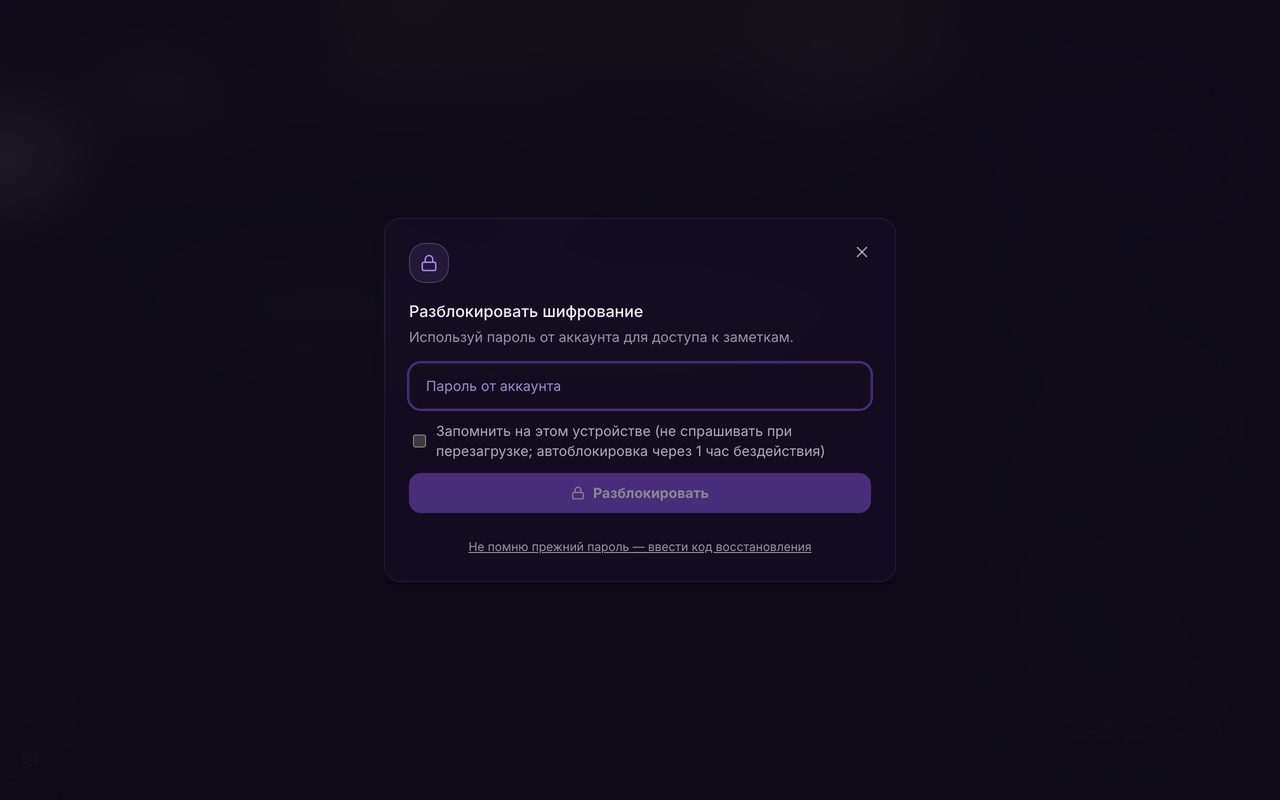 Разблокировать шифрование
Используй пароль от аккаунта для доступа к заметкам.
Пароль от аккаунта
Запомнить на этом устройстве (не спрашивать при
перезагрузке; автоблокировка через 1 час бездействия)
Разблокировать
Не помню прежний пароль — ввести код восстановления